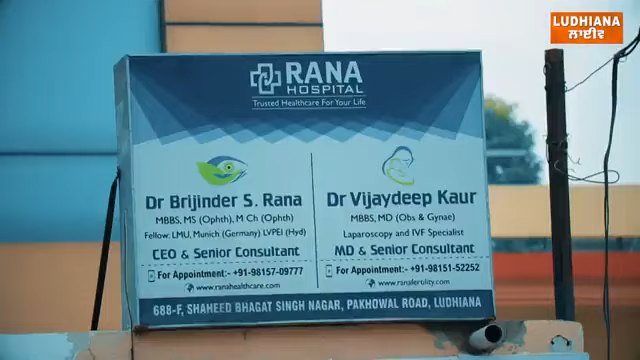 LUDHIANA
ਲਾਈਵ
RANA
HOSPITAL
Trusted Healthcare For Your Life
Dr Brijinder S. Rana
MBBS, MS (Ophth), M Ch (Ophth)
Fellow: LMU, Munich (Germany) LVPEI (Hyd)
CEO & Senior Consultant
For Appointment:- +91-98157-09777
www.ranahealthcare.com
Dr Vijaydeep Kaur
MBBS, MD (Obs & Gynae)
Laparoscopy and IVF Specialist
MD & Senior Consultant
For Appointment:- +91-98151-52252
www.ranafertility.com
688-F, SHAHEED BHAGAT SINGH NAGAR, PAKHOWAL ROAD, LUDHIANA